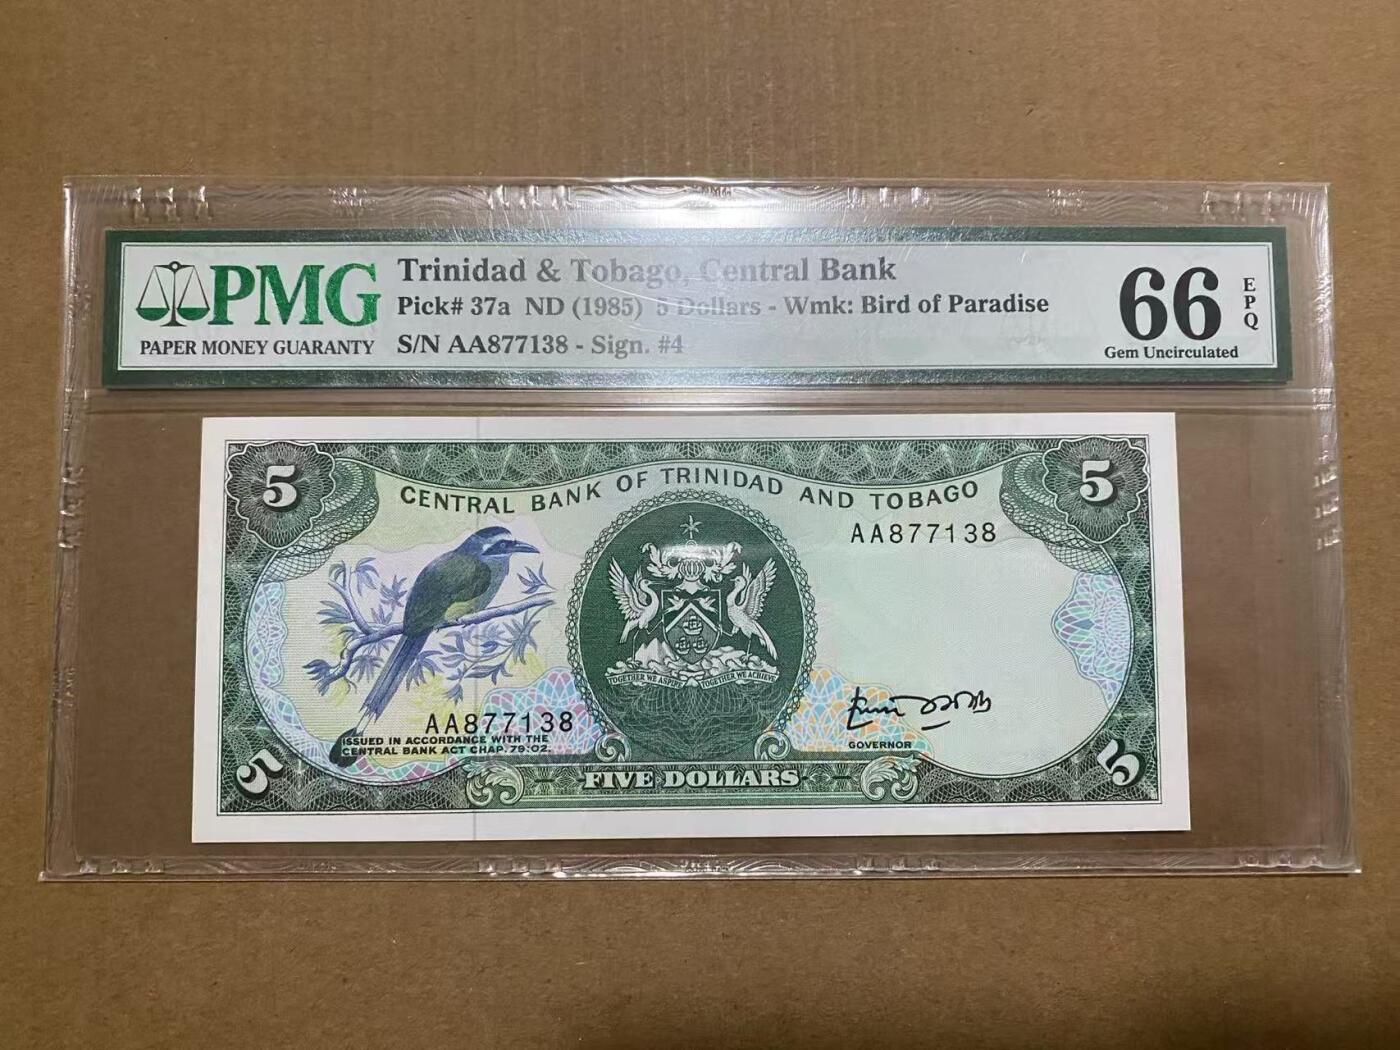 PMG
PAPER MONEY GUARANTY
Trinidad & Tobago, Central Bank
Pick# 37a ND (1985) 5 Dollars - Wmk: Bird of Paradise
S/N AA877138 - Sign. #4
66
EPQ
Gem Uncirculated
5
5
CENTRAL BANK OF TRINIDAD AND TOBAGO
AA877138
TOGETHER WE ASPIRE TOGETHER WE ACHIEVE
AA877138
ISSUED IN ACCORDANCE WITH THE
CENTRAL BANK ACT CHAP. 79:02.
GOVERNOR
5
FIVE DOLLARS
5